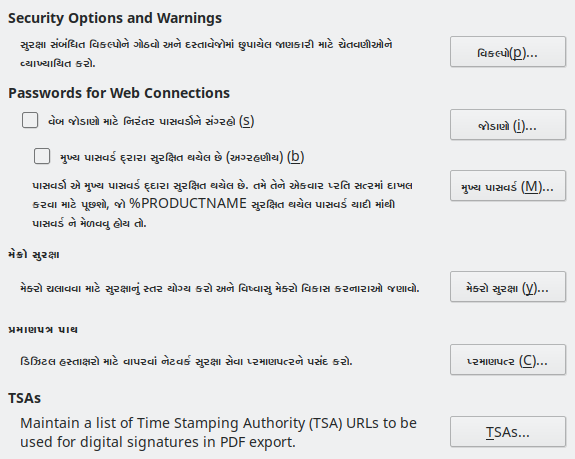 Security Options and Warnings
સુરક્ષા સંબંધિત વિકલ્પોને ગોઠવો અને દસ્તાવેજોમાં છુપાયેલ જાણકારી માટે ચેતવણીઓને
વ્યાખ્યાયિત કરો.
વિકલ્પો(p)...
Passwords for Web Connections
વેબ જોડાણો માટે નિરંતર પાસવર્ડોને સંગ્રહો (s)
જોડાણો (i)...
મુખ્ય પાસવર્ડ દ્દારા સુરક્ષિત થયેલ છે (અગ્રહણીય) (b)
પાસવર્ડો એ મુખ્ય પાસવર્ડ દ્દારા સુરક્ષિત થયેલ છે. તમે તેને એકવાર પ્રતિ સત્રમાં દાખલ
કરવા માટે પૂછશો, જો %PRODUCTNAME સુરક્ષિત થયેલ પાસવર્ડ યાદી માંથી
પાસવર્ડ ને મેળવવુ હોય તો.
મુખ્ય પાસવર્ડ (M)...
મેક્રો સુરક્ષા
મેક્રો ચલાવવા માટે સુરક્ષાનું સ્તર યોગ્ય કરો અને વિશ્વાસુ મેક્રો વિકાસ કરનારાઓ જણાવો.
મેક્રો સુરક્ષા (y)...
પ્રમાણપત્ર પાથ
ડિઝિટલ હસ્તાક્ષરો માટે વાપરવાં નેટવર્ક સુરક્ષા સેવા પ્રમાણપત્રને પસંદ કરો.
પ્રમાણપત્ર (C)...
TSAs
Maintain a list of Time Stamping Authority (TSA) URLs to be
used for digital signatures in PDF export.
TSAs...